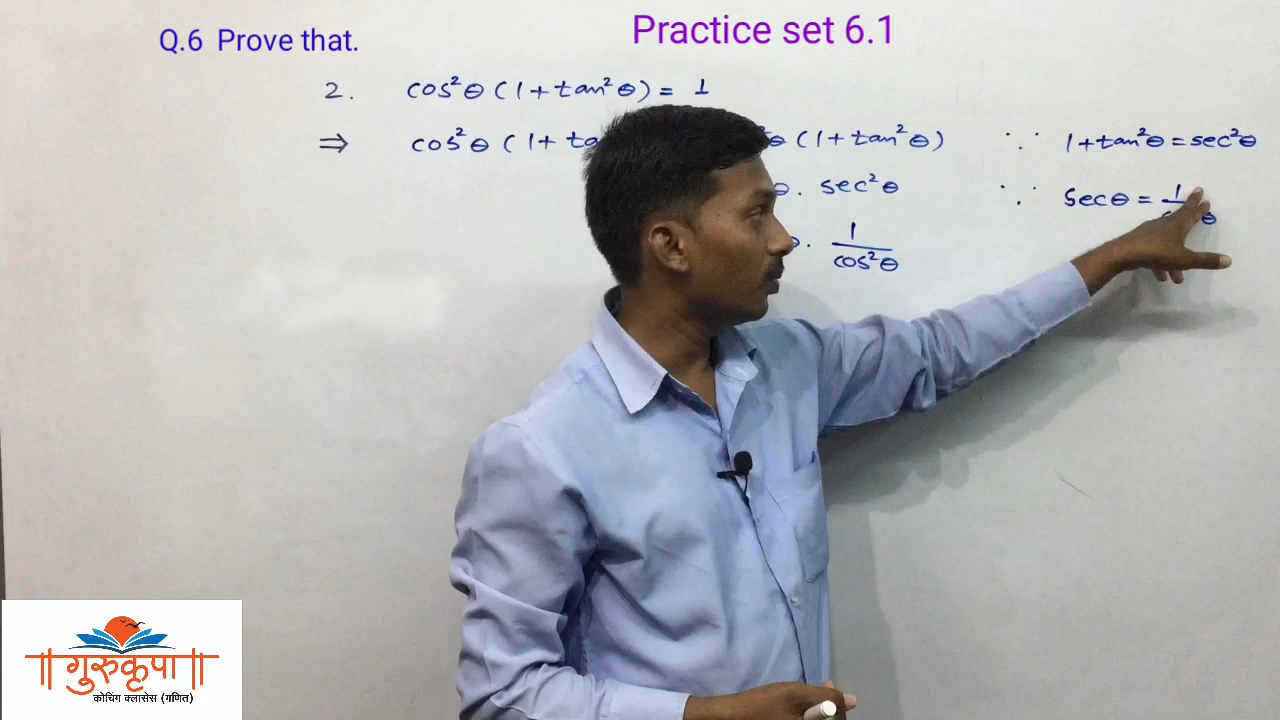 Practice set 6.1
Q.6 Prove that.
2. cos²θ (1 + tan²θ) = 1
⇒ cos²θ (1 + ta ²θ (1 + tan²θ) ∵ 1 + tan²θ = sec²θ
θ . sec²θ ∵ secθ = 1/ θ
. 1/cos²θ
॥ गुरुकृपा ॥
कोचिंग क्लासेस (गणित)